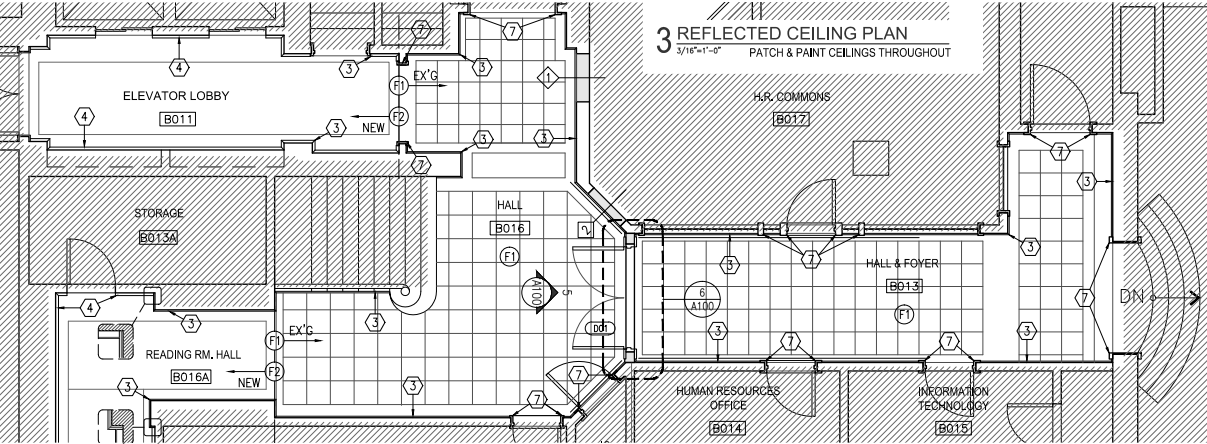 3 REFLECTED CEILING PLAN
3/16"=1'-0" PATCH & PAINT CEILINGS THROUGHOUT
7
7
3
3
4
F1
EX'G
1
ELEVATOR LOBBY
B011
H.R. COMMONS
B017
F2
NEW
4
3
3
3
7
7
7
3
STORAGE
B013A
HALL
B016
2
F1
3
3
7
HALL & FOYER
B013
6
A100
F1
5
A100
7
DN
4
3
3
D01
F1
EX'G
READING RM. HALL
B016A
F2
NEW
3
3
7
7
3
7
7
3
HUMAN RESOURCES
OFFICE
B014
INFORMATION
TECHNOLOGY
B015